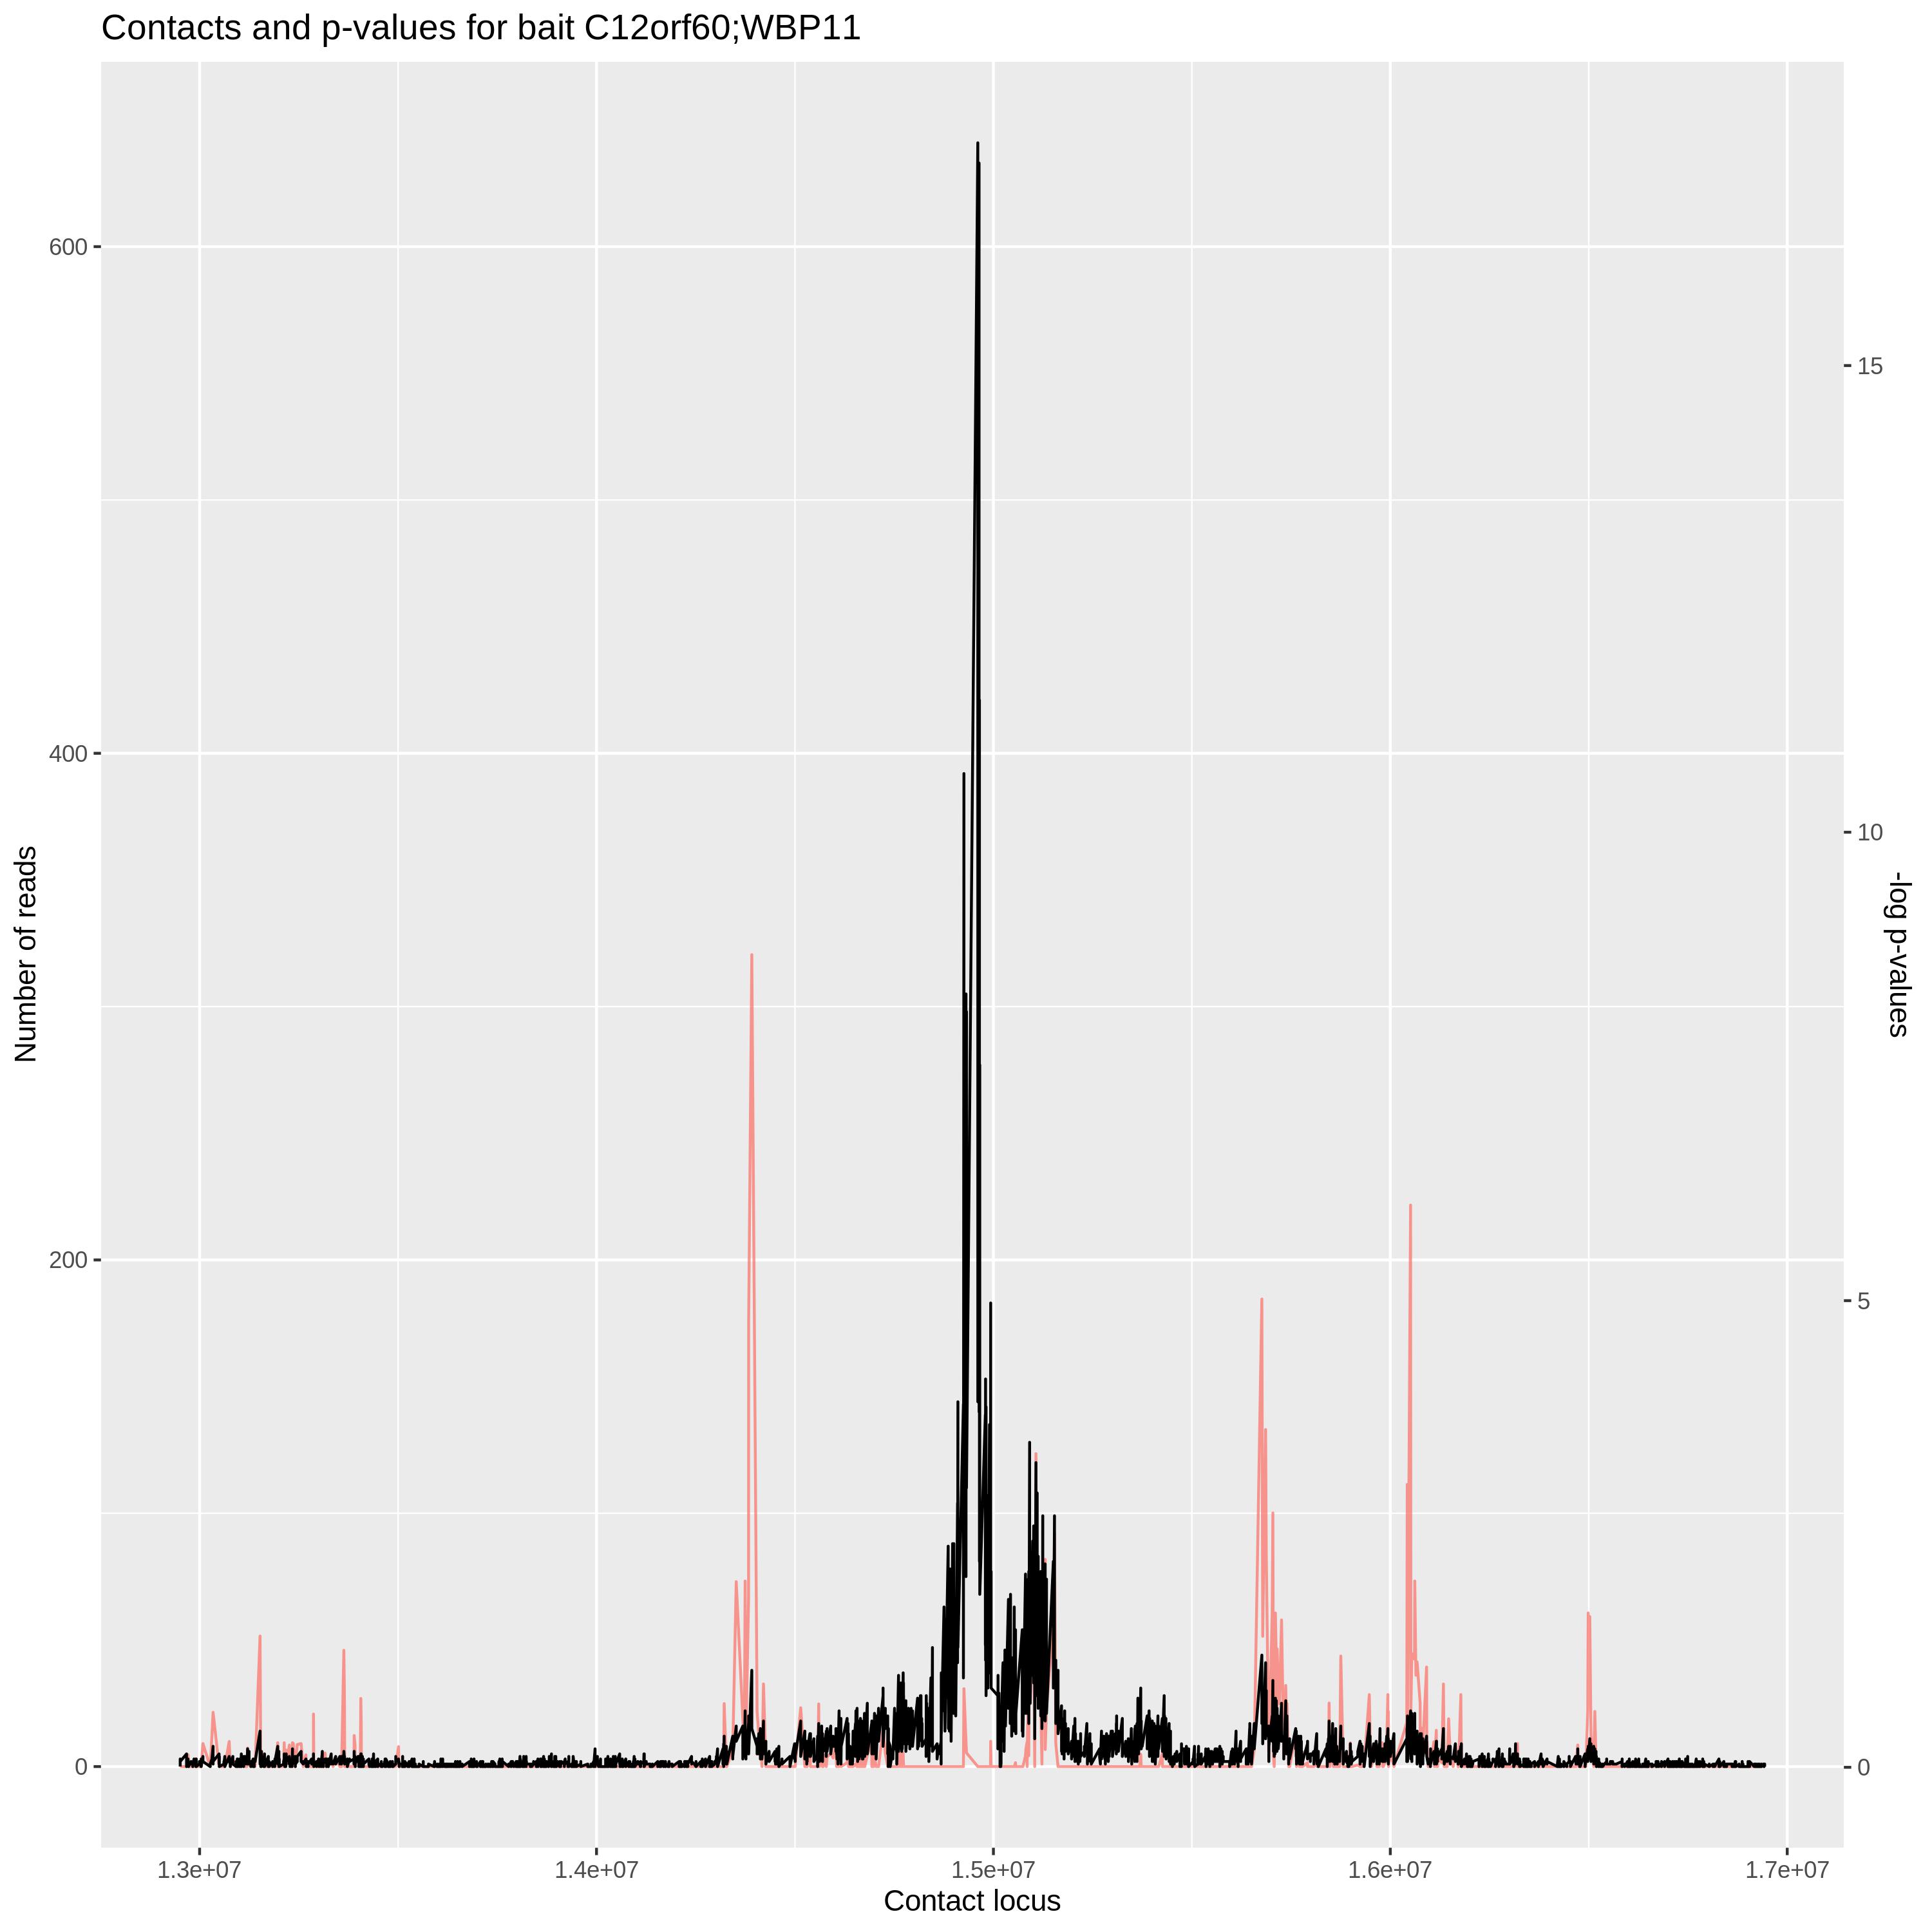 Contacts and p-values for bait C12orf60;WBP11
Number of reads
600
400
200
0
15
10
5
0
-log p-values
1.3e+07 1.4e+07 1.5e+07 1.6e+07 1.7e+07
Contact locus